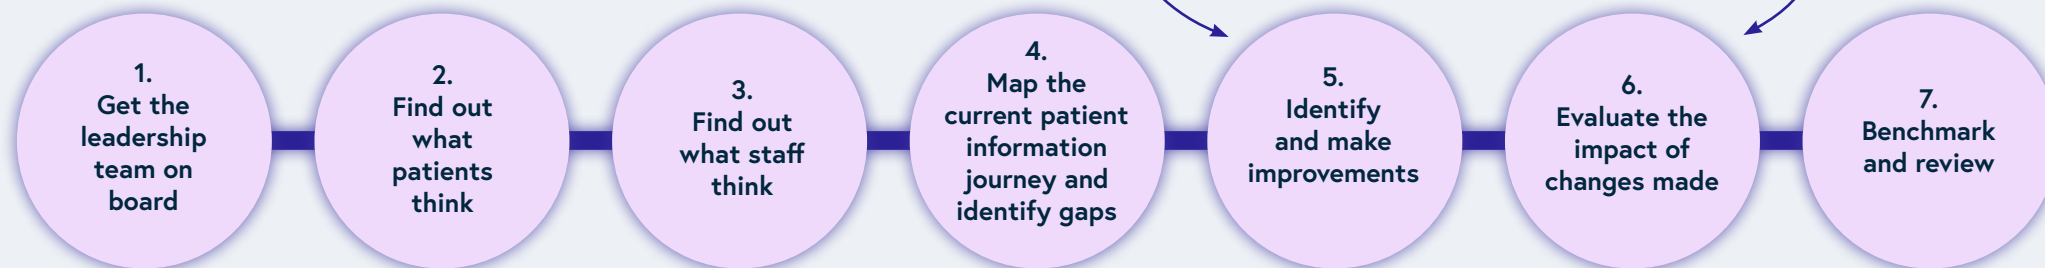 1.
Get the
leadership
team on
board
2.
Find out
what
patients
think
3.
Find out
what staff
think
4.
Map the
current patient
information
journey and
identify gaps
5.
Identify
and make
improvements
6.
Evaluate the
impact of
changes made
7.
Benchmark
and review